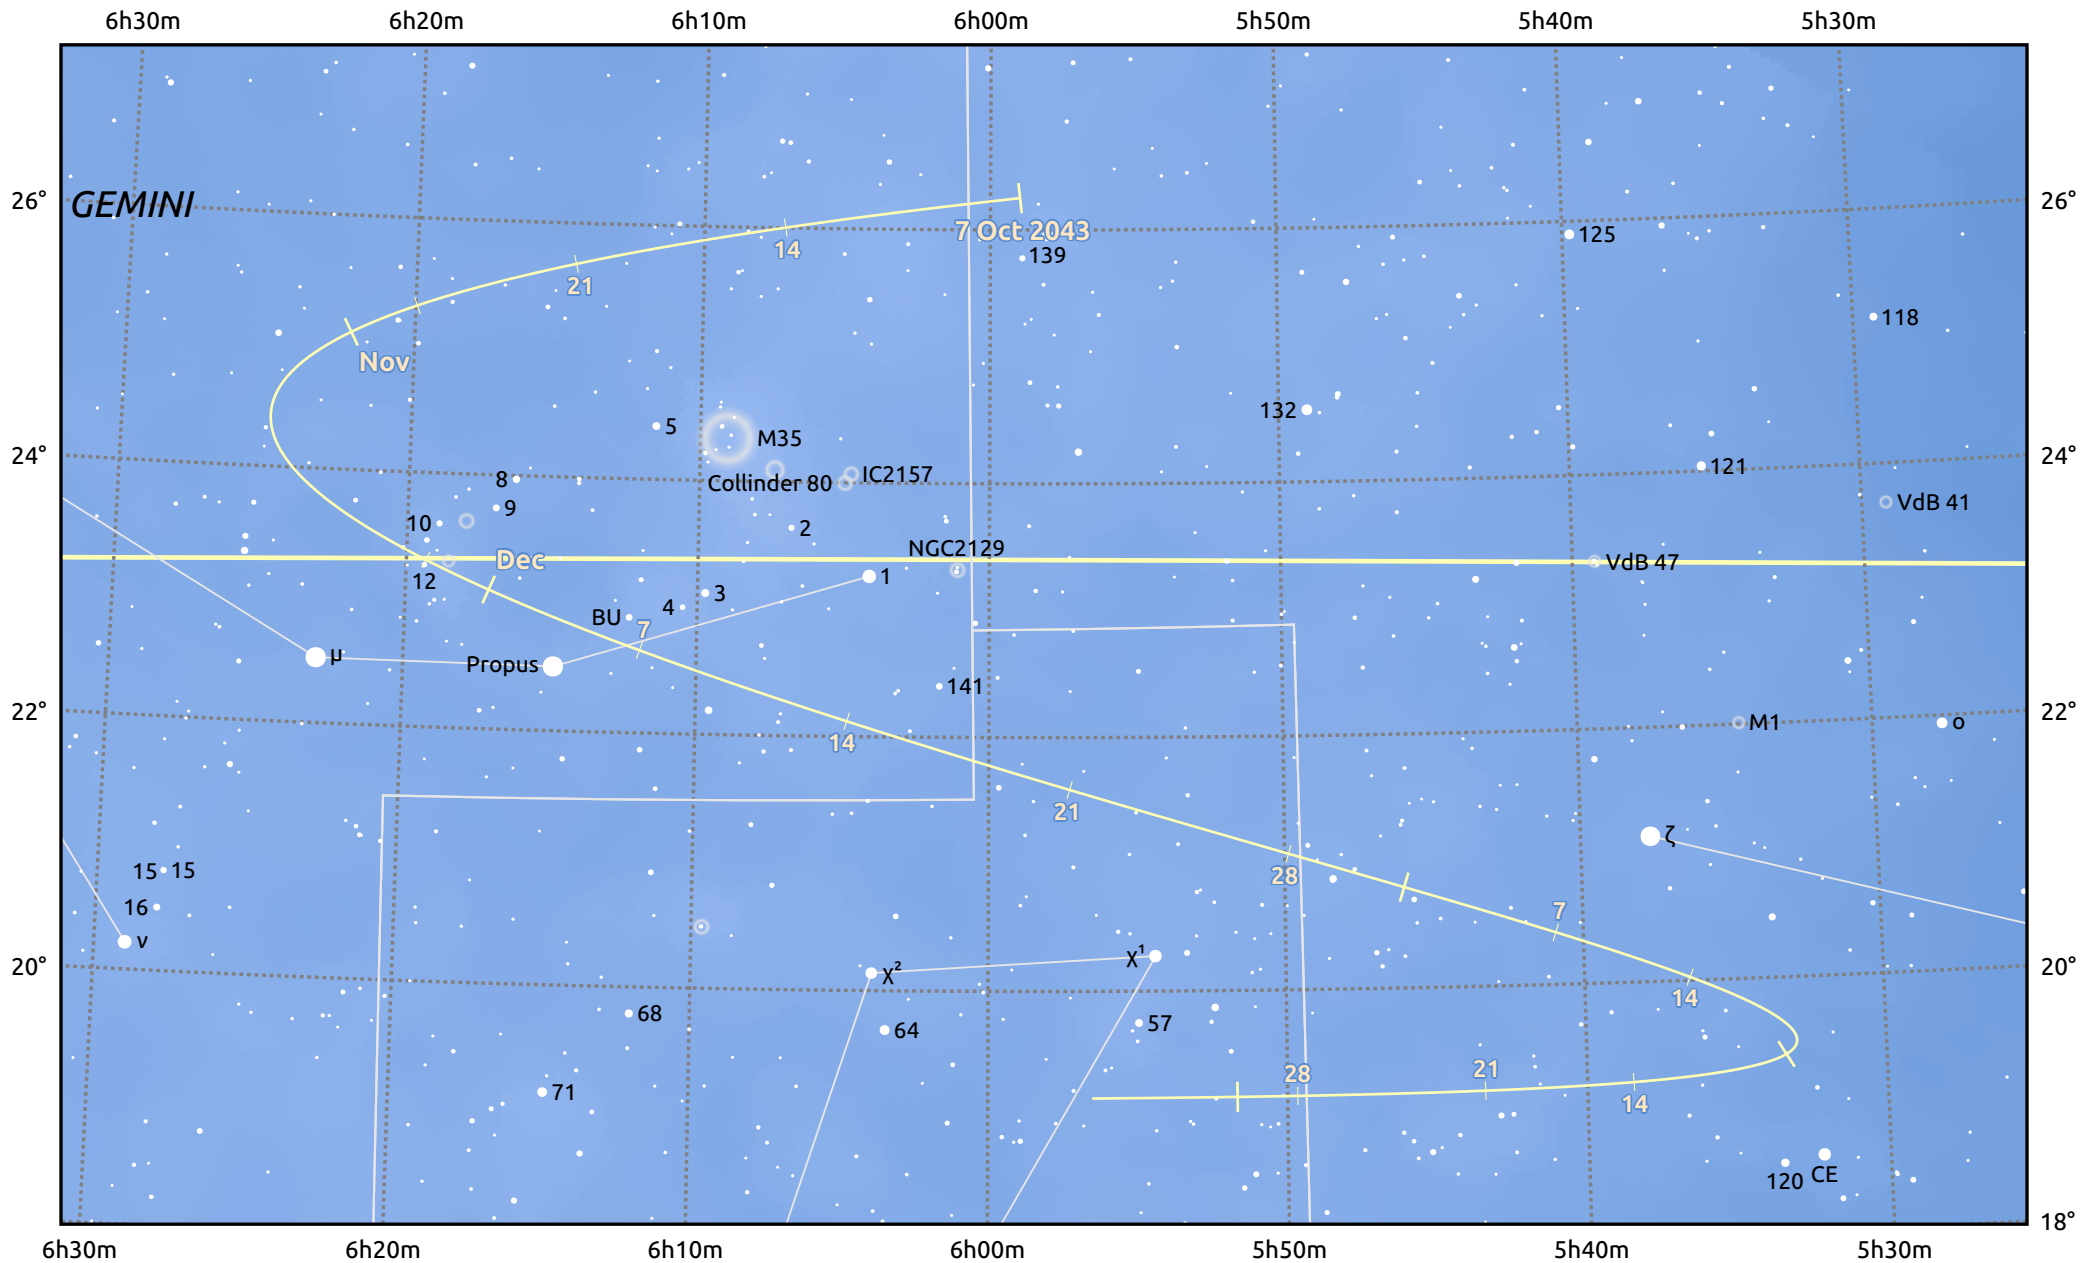 6h30m 6h20m 6h10m 6h00m 5h50m 5h40m 5h30m
26° GEMINI 26°
7 Oct 2043
14
125
139
21
118
Nov
132
5
M35
24° 24°
121
8
Collinder 80 IC2157
9
VdB 41
10
2
NGC2129
Dec
VdB 47
12
1
3
4
BU
7
μ
Propus
141
22° 22°
M1
ο
14
21
ζ
15 15
28
16
7
ν
χ¹
20° 20°
χ²
14
68
57
64
21
28
71
14
120 CE
18°
6h30m 6h20m 6h10m 6h00m 5h50m 5h40m 5h30m